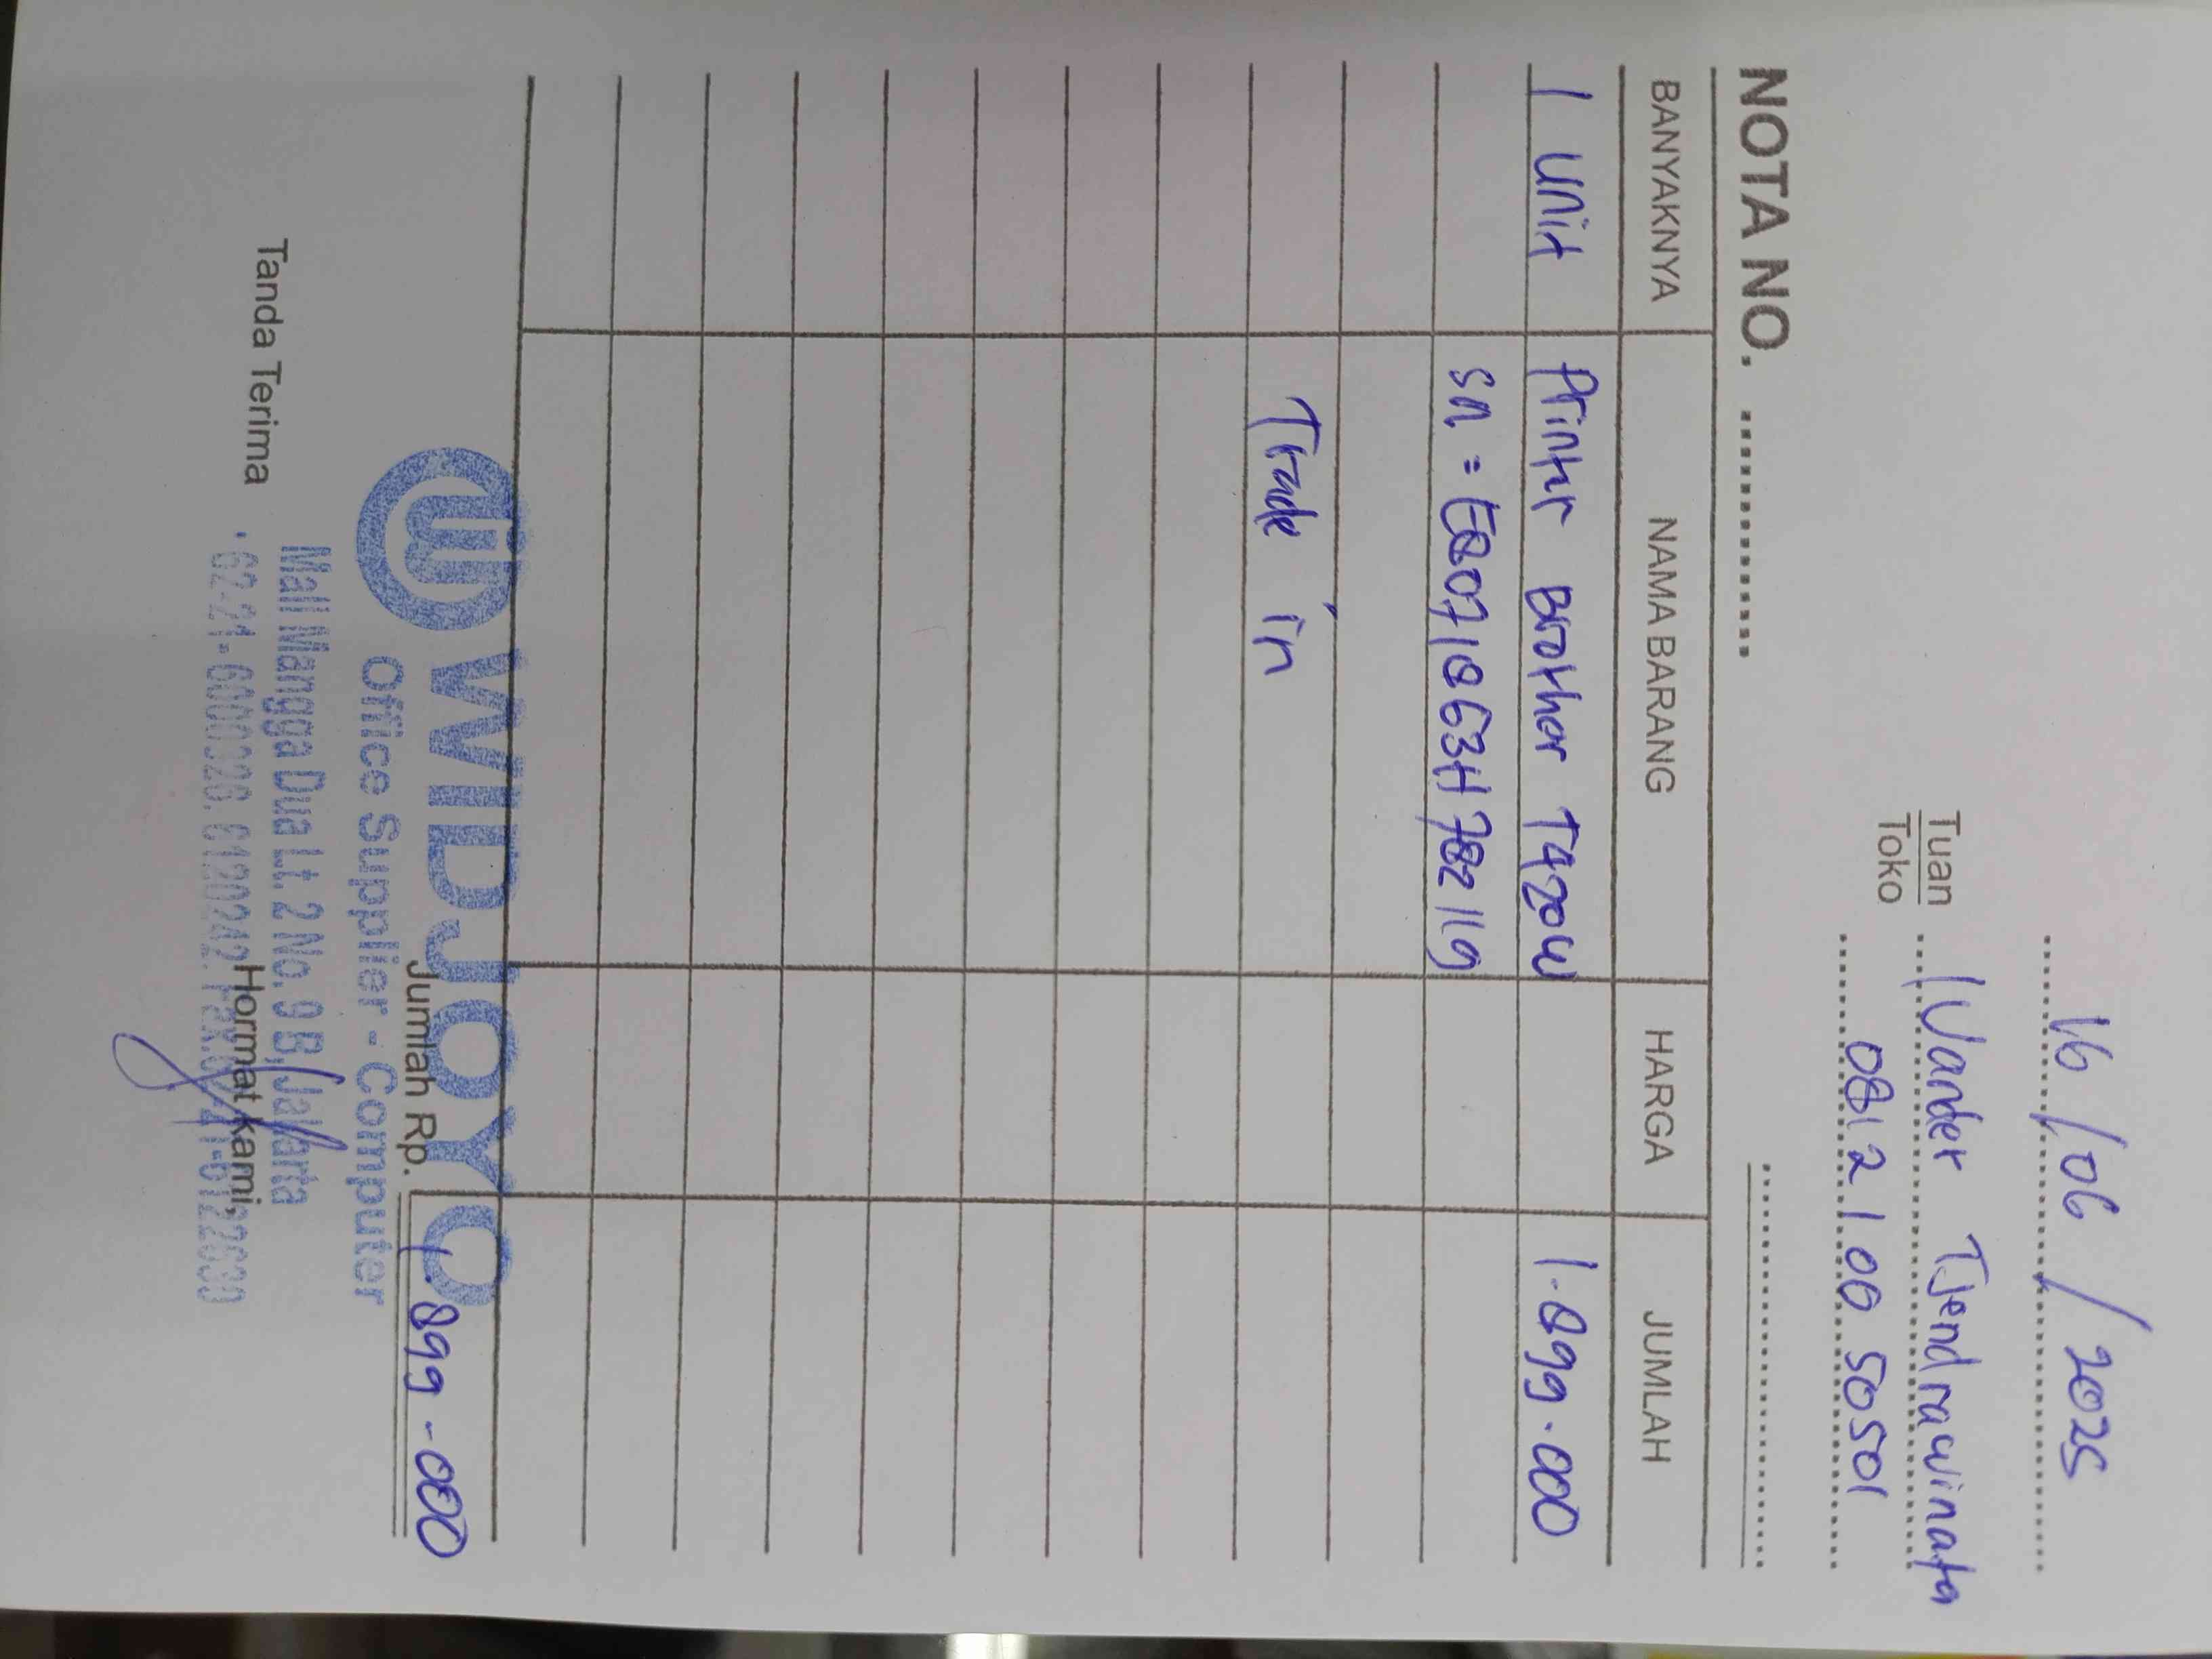 16/06/2025
Tuan IVander Tjendrawinata
Toko 0812 100 50501
NOTA NO.
BANYAKNYA NAMA BARANG HARGA JUMLAH
1 Unit Printer Brother T420W 1.899.000
SN = E80710863H782119
Trade in
WIDJOYO
Jumlah Rp. 1.899.000
Office Supplier - Computer
Mall Mangga Dua Lt. 2 No. 9 B, Jakarta
Tanda Terima Hormat kami,